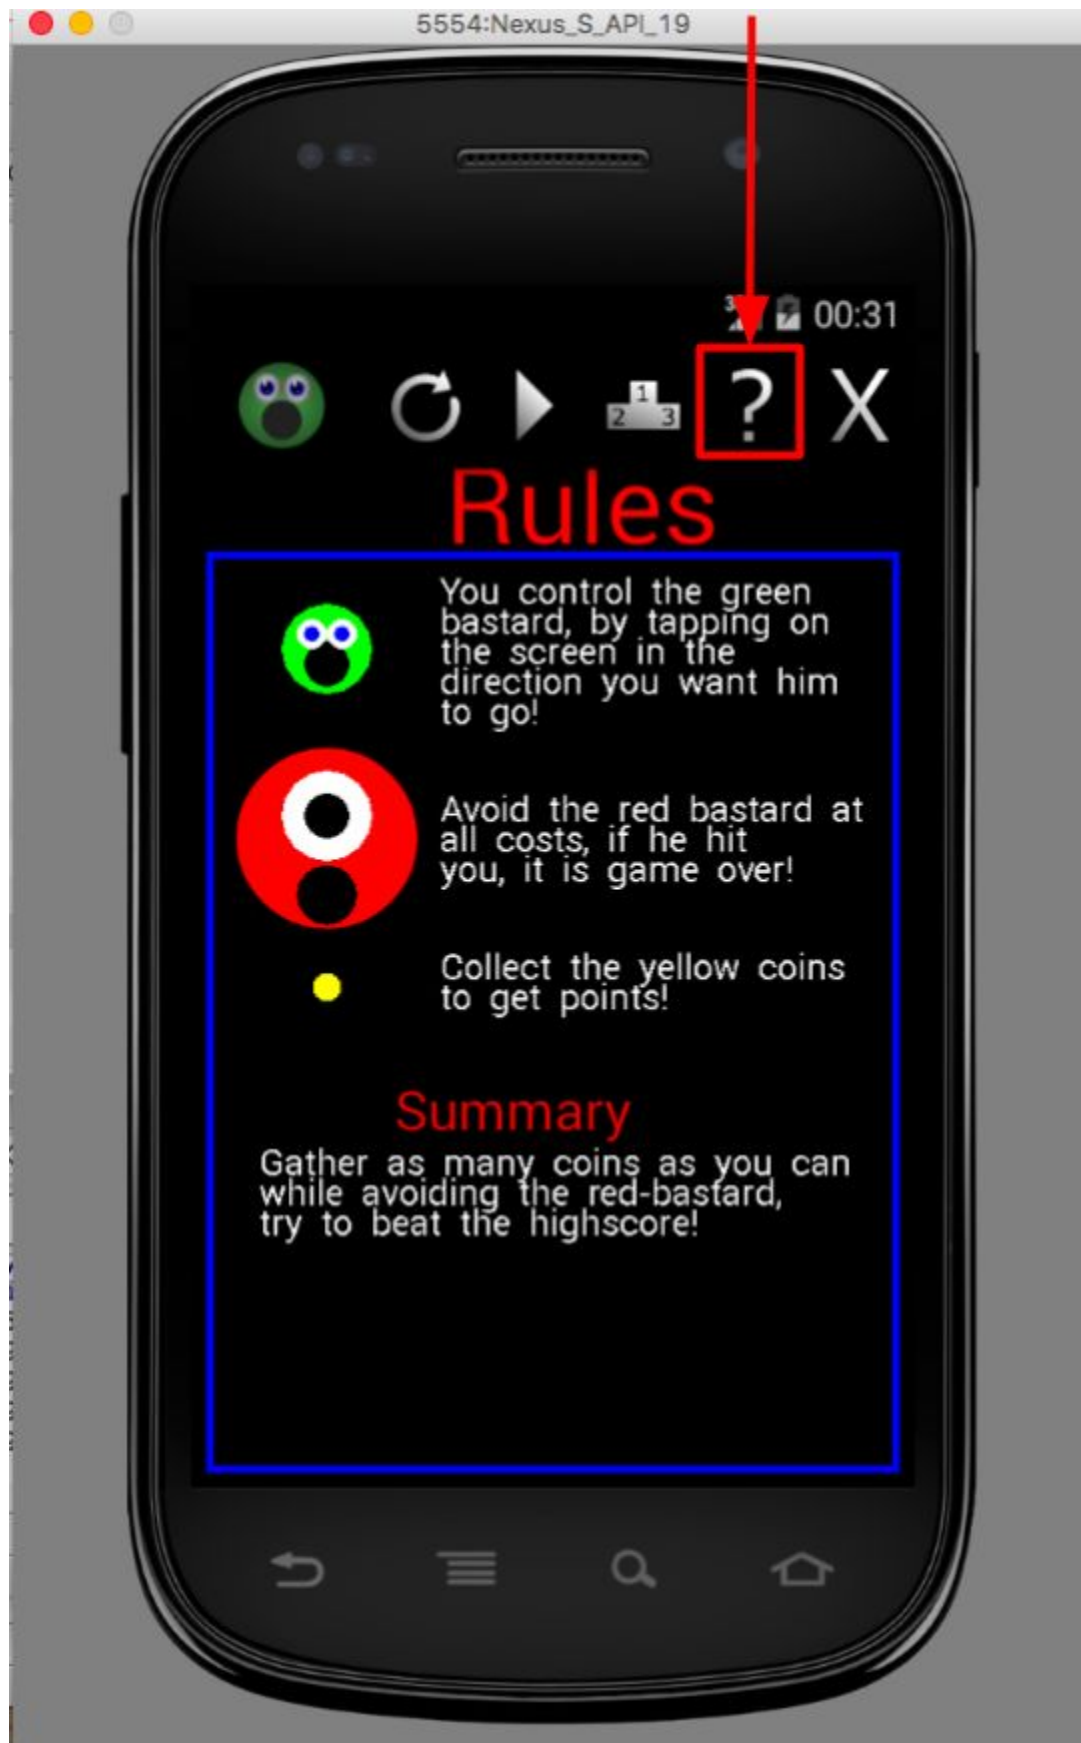 5554:Nexus_S_API_19
00:31
1
2 3
? X
Rules
You control the green
bastard, by tapping on
the screen in the
direction you want him
to go!
Avoid the red bastard at
all costs, if he hit
you, it is game over!
Collect the yellow coins
to get points!
Summary
Gather as many coins as you can
while avoiding the red-bastard,
try to beat the highscore!